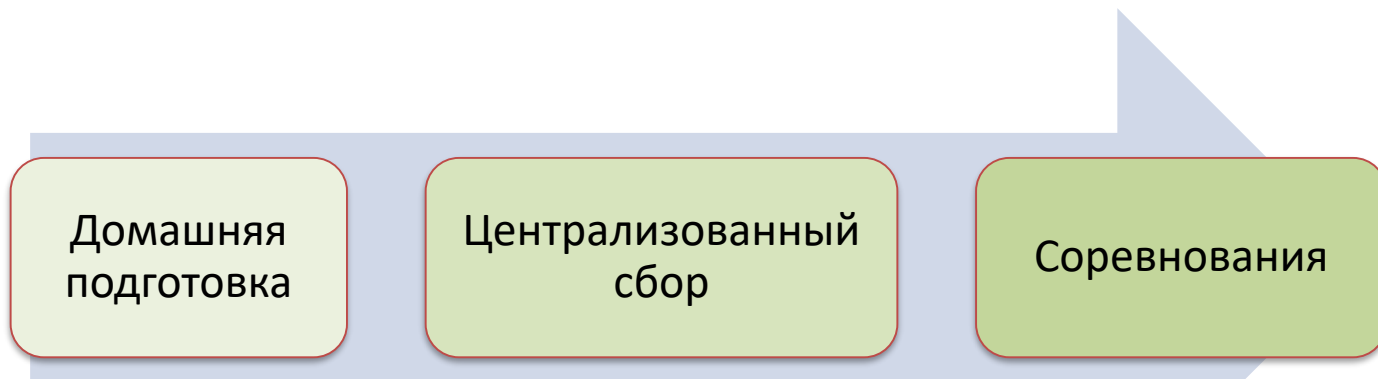 Домашняя
подготовка
Централизованный
сбор
Соревнования